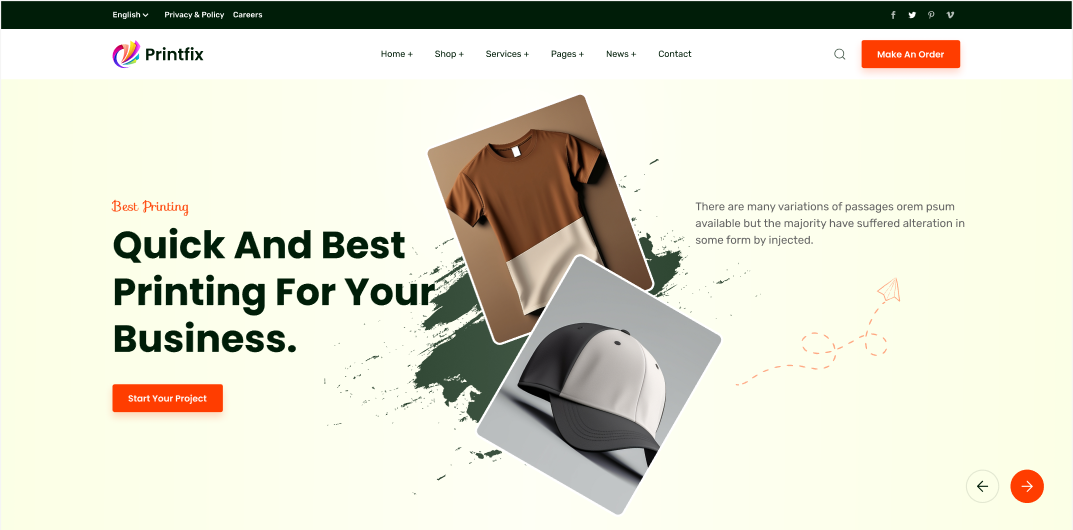 English
Privacy & Policy
Careers
Printfix
Home +
Shop +
Services +
Pages +
News +
Contact
Make An Order
Best Printing
Quick And Best
Printing For Your
Business.
Start Your Project
There are many variations of passages orem psum
available but the majority have suffered alteration in
some form by injected.